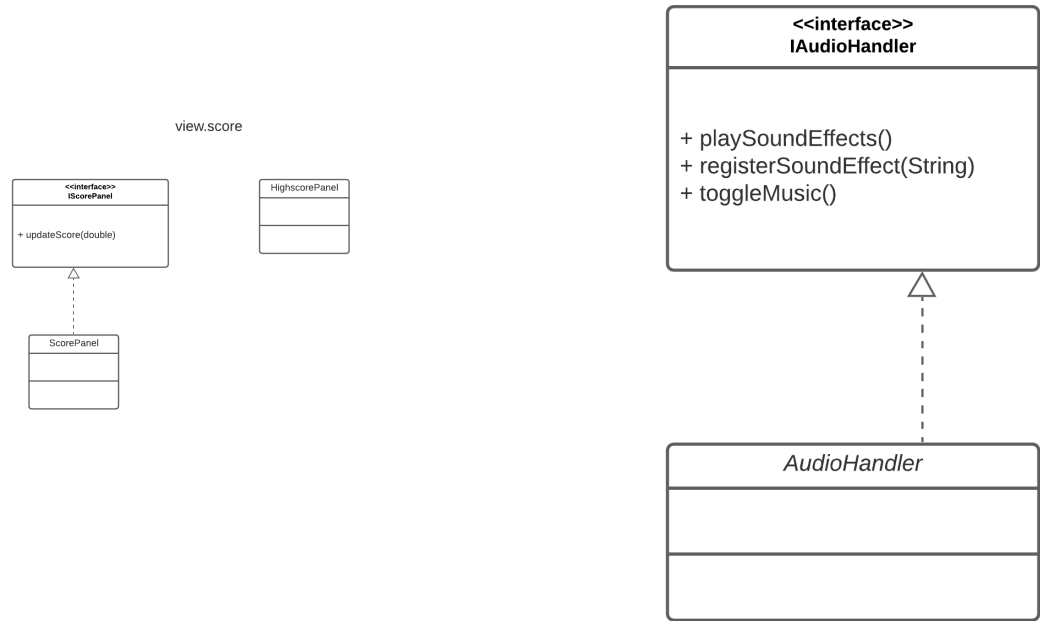 view.score
<<interface>>
IScorePanel
+ updateScore(double)
HighscorePanel
ScorePanel
<<interface>>
IAudioHandler
+ playSoundEffects()
+ registerSoundEffect(String)
+ toggleMusic()
AudioHandler